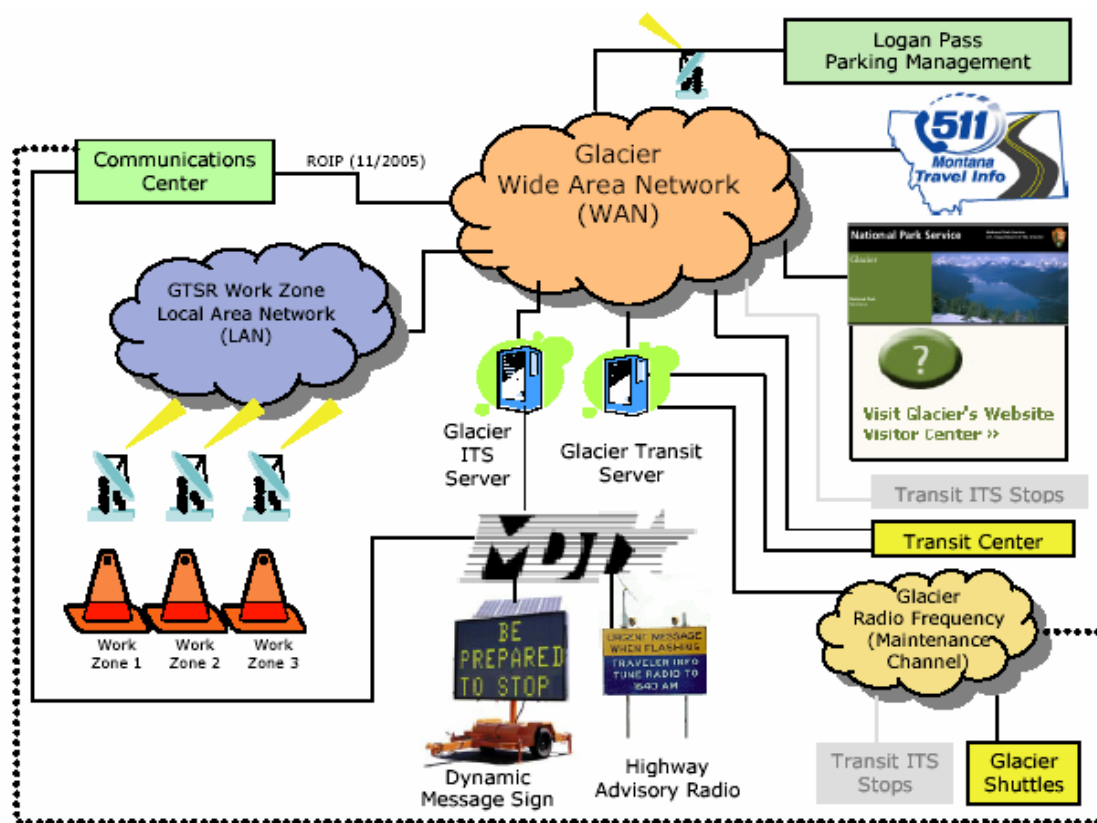 Logan Pass
Parking Management
511
Montana
Travel Info
Communications
Center
ROIP (11/2005)
Glacier
Wide Area Network
(WAN)
National Park Service
Glacier
GTSR Work Zone
Local Area Network
(LAN)
?
Visit Glacier's Website
Visitor Center >>
Glacier
ITS
Server
Glacier Transit
Server
Transit ITS Stops
Transit Center
MDT
Glacier
Radio Frequency
(Maintenance
Channel)
Work
Zone 1
Work
Zone 2
Work
Zone 3
BE
PREPARED
TO STOP
URGENT MESSAGE
WHEN FLASHING
TRAVELER INFO
TUNE RADIO TO
1640 AM
Dynamic
Message Sign
Highway
Advisory Radio
Transit ITS
Stops
Glacier
Shuttles